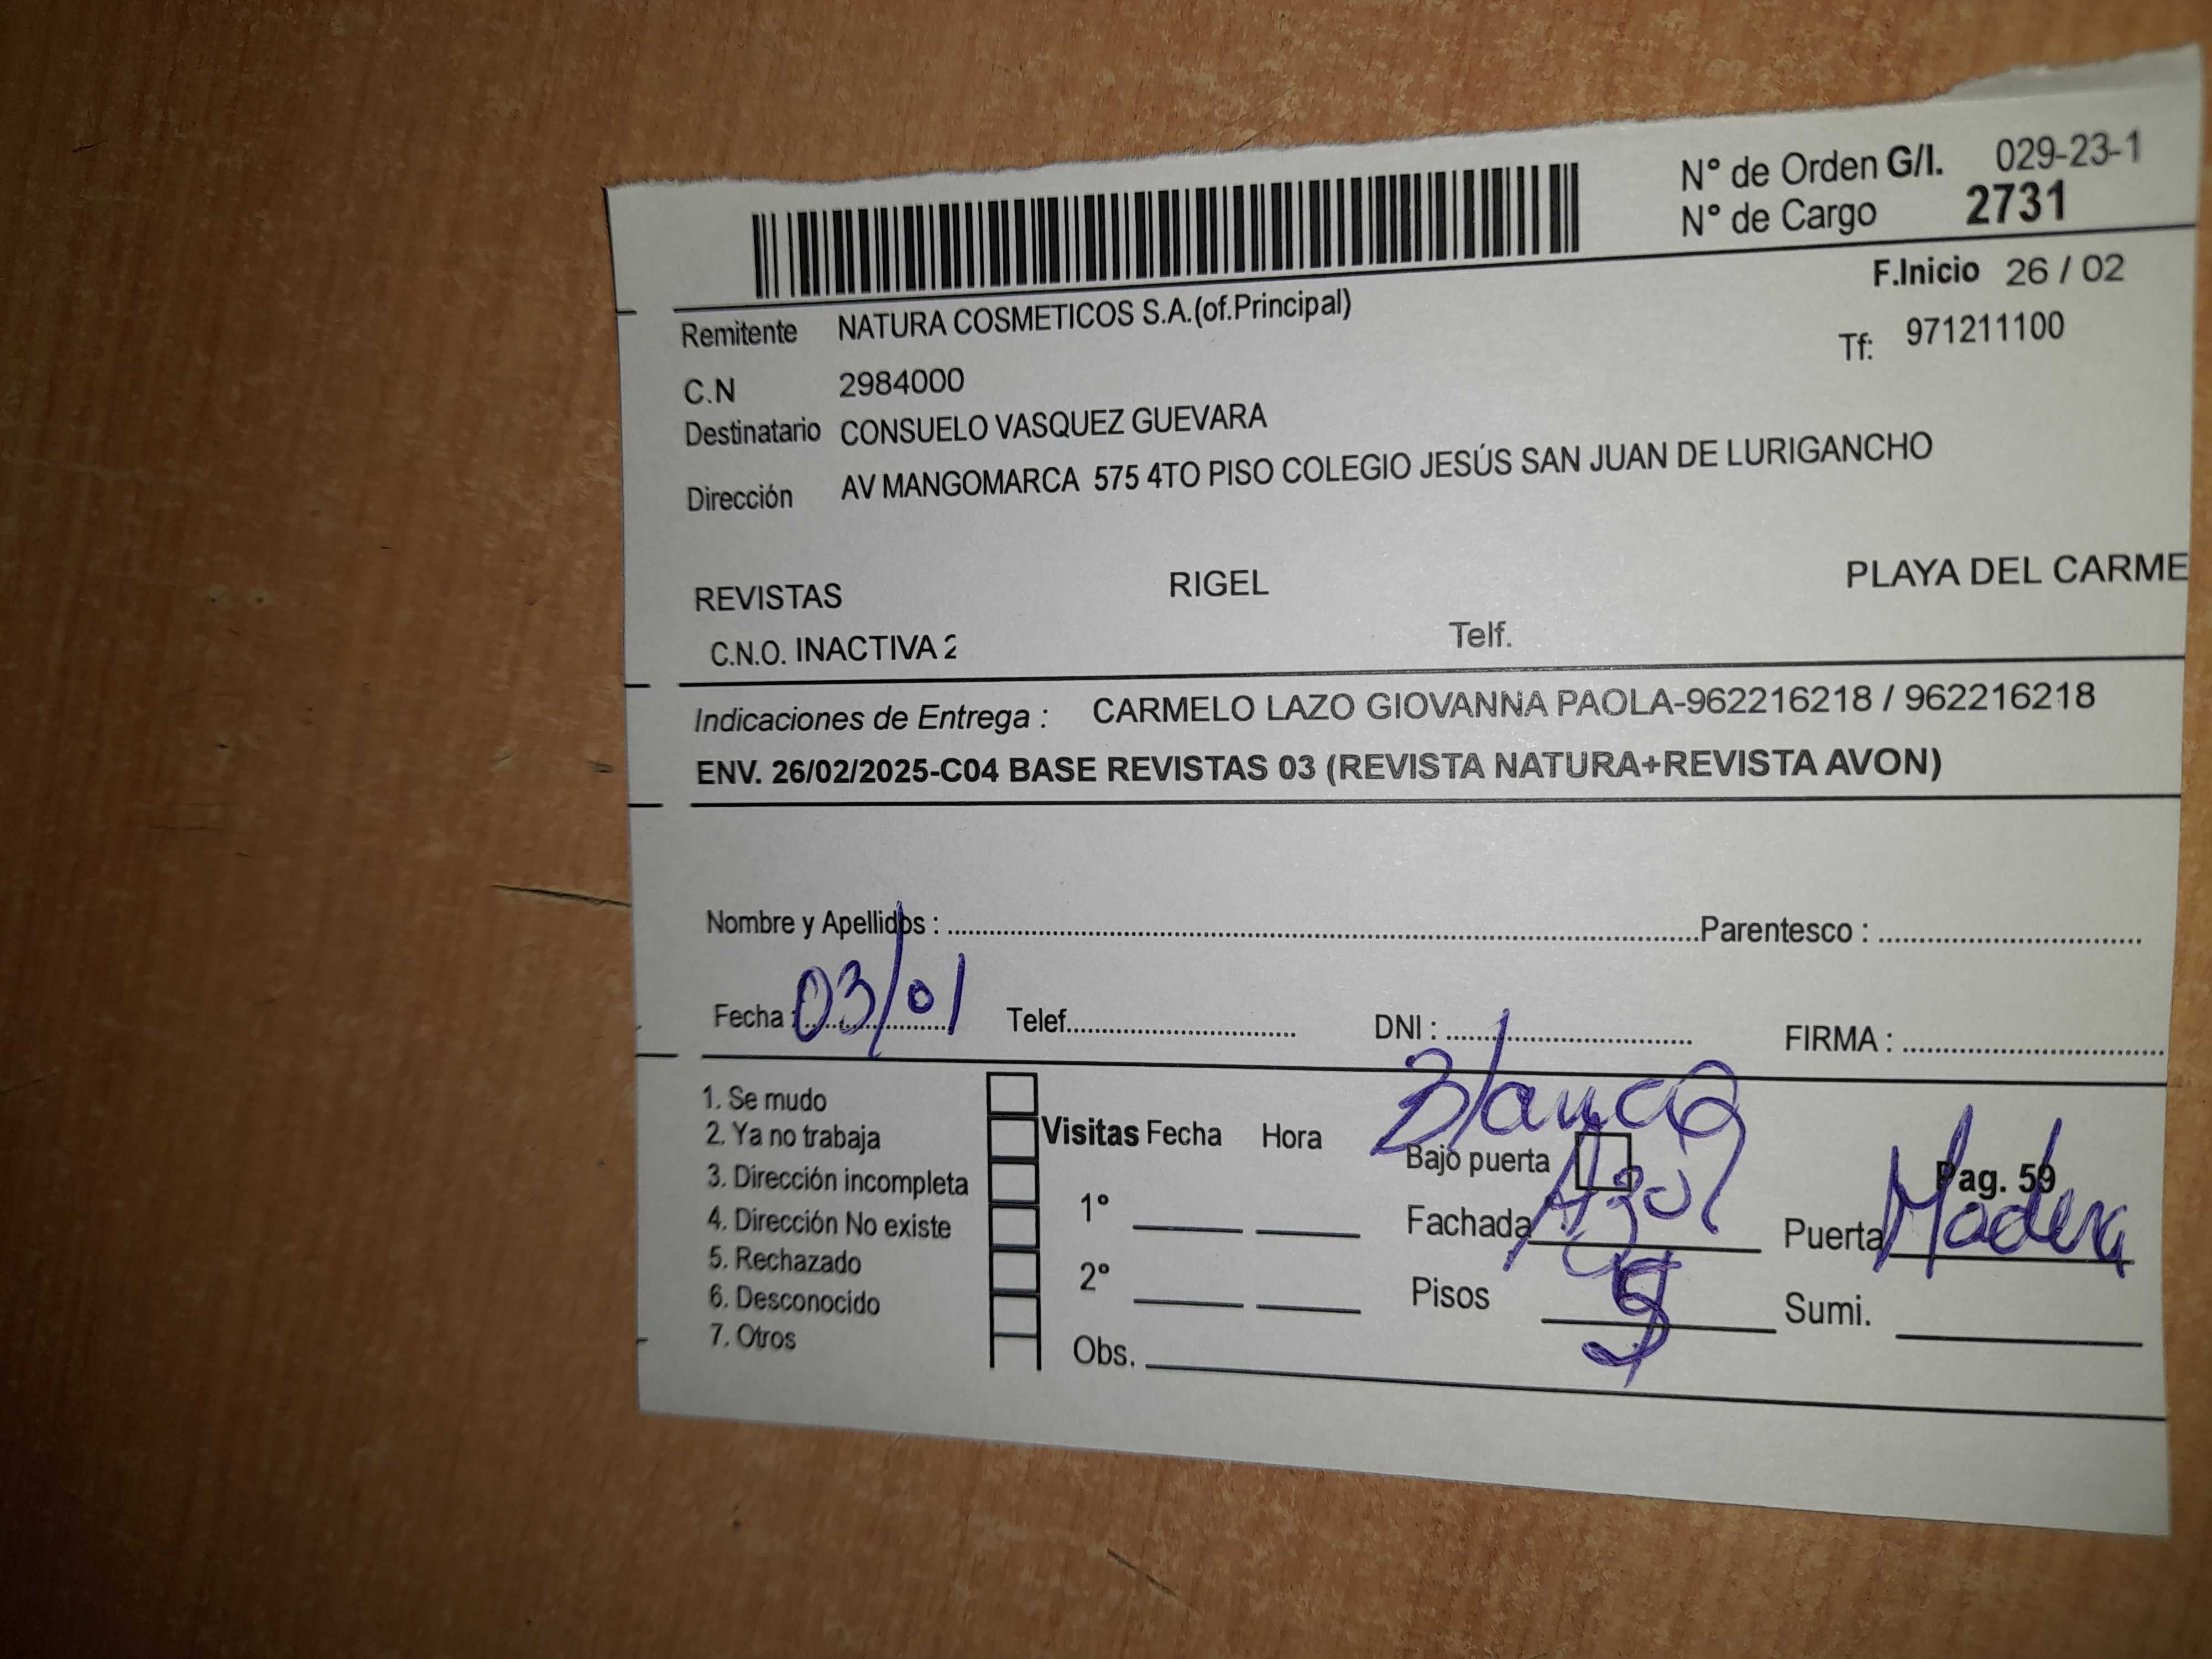 N° de Orden G/I. 029-23-1
N° de Cargo 2731
F.Inicio 26 / 02
Remitente NATURA COSMETICOS S.A.(of.Principal)
Tf: 971211100
C.N 2984000
Destinatario CONSUELO VASQUEZ GUEVARA
Dirección AV MANGOMARCA 575 4TO PISO COLEGIO JESÚS SAN JUAN DE LURIGANCHO
REVISTAS RIGEL PLAYA DEL CARME
C.N.O. INACTIVA 2 Telf.
Indicaciones de Entrega : CARMELO LAZO GIOVANNA PAOLA-962216218 / 962216218
ENV. 26/02/2025-C04 BASE REVISTAS 03 (REVISTA NATURA+REVISTA AVON)
Nombre y Apellidos : Parentesco :
Fecha : 03/01 Telef. DNI : FIRMA :
1. Se mudo
2. Ya no trabaja
3. Dirección incompleta
4. Dirección No existe
5. Rechazado
6. Desconocido
7. Otros
Visitas Fecha Hora
1°
2°
Obs.
Blanca
Bajo puerta
Pag. 59
Fachada Azul Puerta Madera
Pisos Sumi.